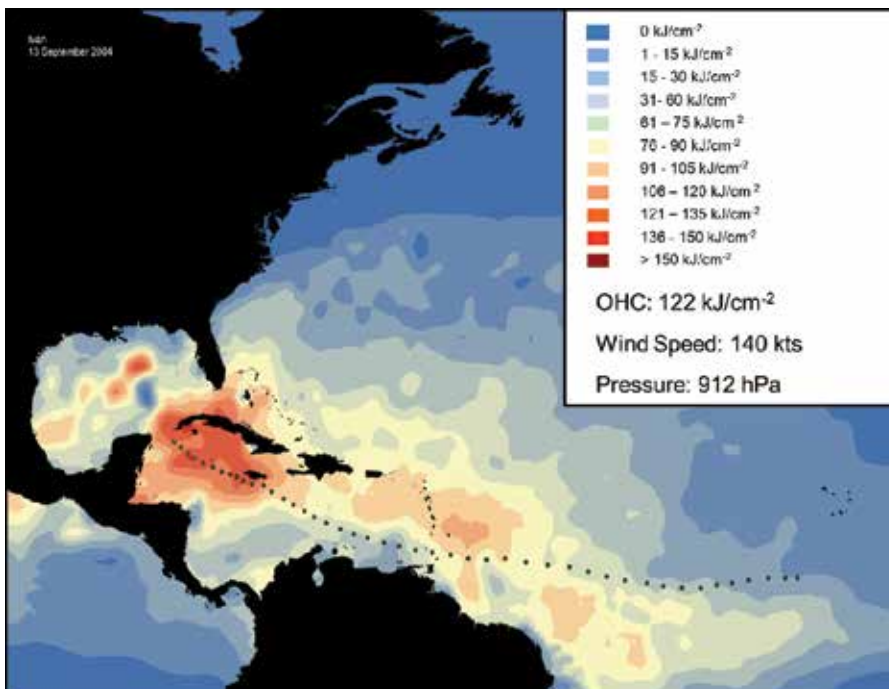 Ivan
13 September 2004
0 kJ/cm⁻²
1 - 15 kJ/cm⁻²
15 - 30 kJ/cm⁻²
31- 60 kJ/cm⁻²
61 – 75 kJ/cm⁻²
76 - 90 kJ/cm⁻²
91 - 105 kJ/cm⁻²
106 – 120 kJ/cm⁻²
121 – 135 kJ/cm⁻²
136 - 150 kJ/cm⁻²
> 150 kJ/cm⁻²
OHC: 122 kJ/cm⁻²
Wind Speed: 140 kts
Pressure: 912 hPa